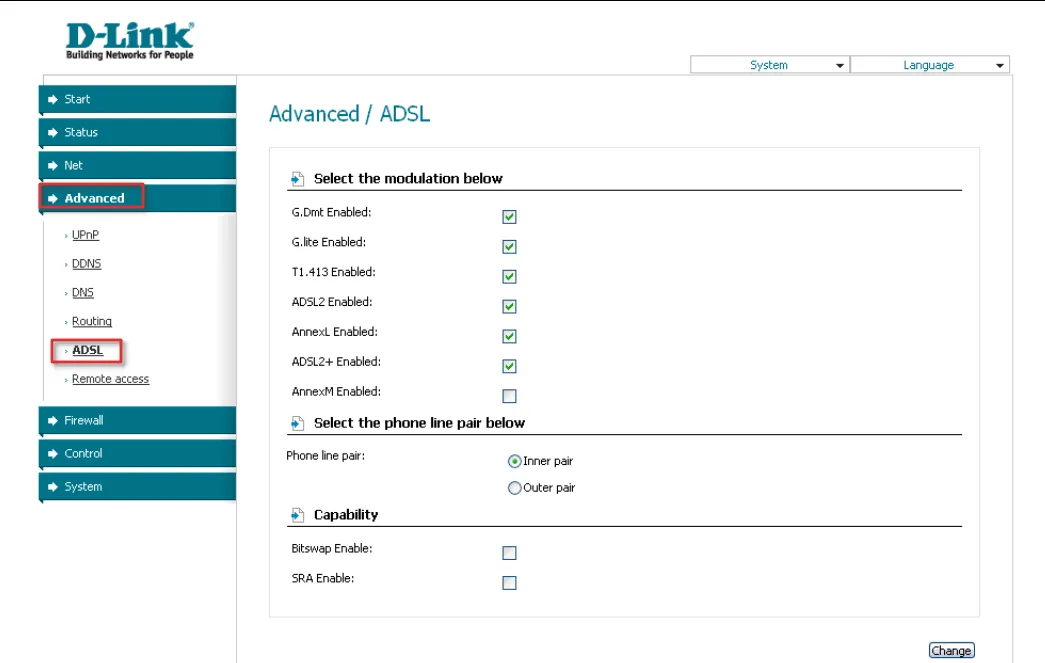 D-Link®
Building Networks for People
System
Language
Start
Status
Net
Advanced
UPnP
DDNS
DNS
Routing
ADSL
Remote access
Firewall
Control
System
Advanced / ADSL
Select the modulation below
G.Dmt Enabled:
G.lite Enabled:
T1.413 Enabled:
ADSL2 Enabled:
AnnexL Enabled:
ADSL2+ Enabled:
AnnexM Enabled:
Select the phone line pair below
Phone line pair:
Inner pair
Outer pair
Capability
Bitswap Enable:
SRA Enable:
Change